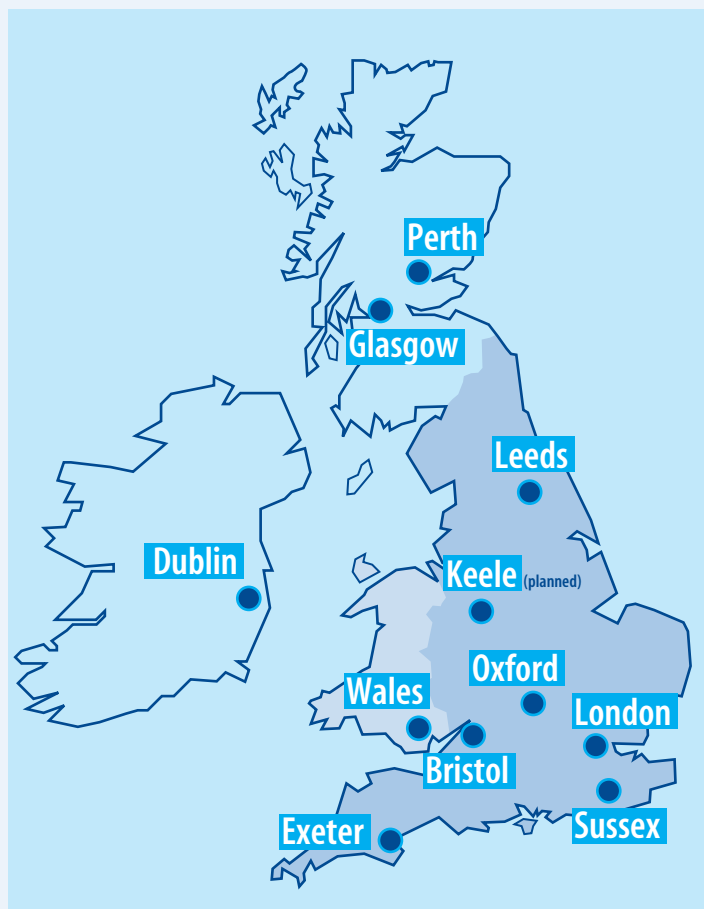 Perth
Glasgow
Leeds
Dublin
Keele (planned)
Oxford
Wales
London
Bristol
Sussex
Exeter